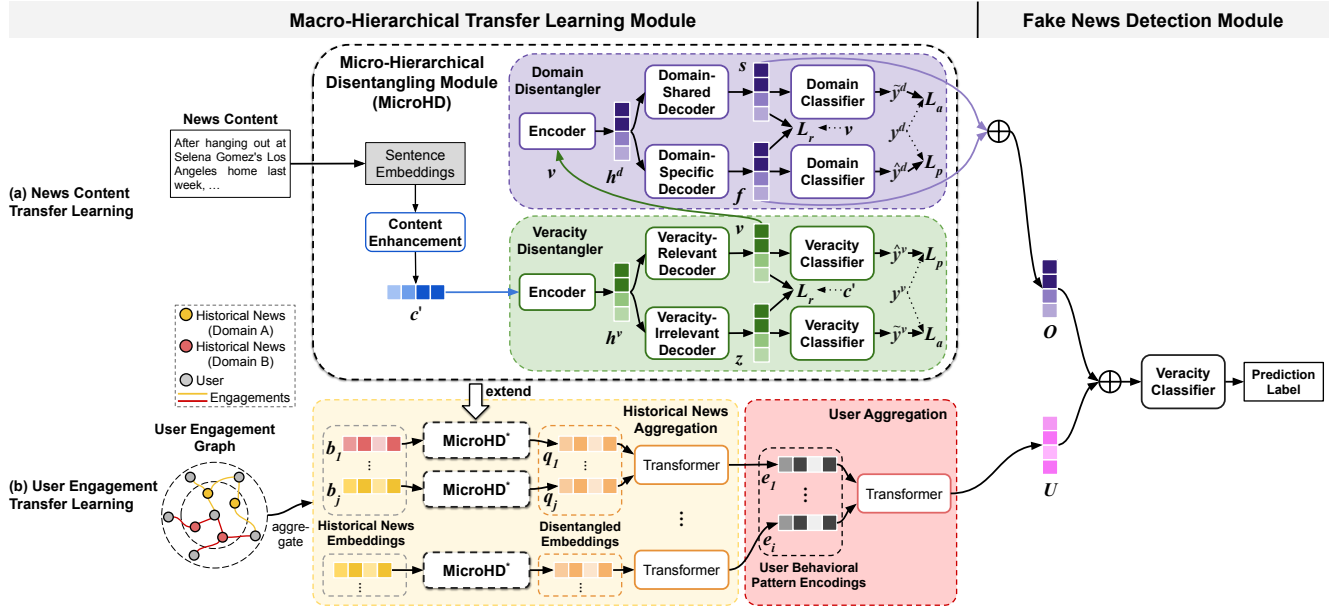 Macro-Hierarchical Transfer Learning Module
Fake News Detection Module
Micro-Hierarchical
Disentangling Module
(MicroHD)
News Content
After hanging out at
Selena Gomez's Los
Angeles home last
week, ...
(a) News Content
Transfer Learning
Sentence
Embeddings
Content
Enhancement
c'
Domain
Disentangler
Encoder
v
h^d
Domain-
Shared
Decoder
Domain-
Specific
Decoder
s
f
L_r
v
Domain
Classifier
Domain
Classifier
ỹ^d
L_a
y^d
ŷ^d
L_p
Veracity
Disentangler
Encoder
h^v
Veracity-
Relevant
Decoder
Veracity-
Irrelevant
Decoder
v
z
L_r
c'
Veracity
Classifier
Veracity
Classifier
ŷ^v
L_p
y^v
ỹ^v
L_a
O
Veracity
Classifier
Prediction
Label
U
Historical News
(Domain A)
Historical News
(Domain B)
User
Engagements
extend
User Engagement
Graph
(b) User Engagement
Transfer Learning
aggre-
gate
b_1
⋮
b_j
Historical News
Embeddings
⋮
MicroHD*
MicroHD*
MicroHD*
q_1
⋮
q_j
Disentangled
Embeddings
⋮
Historical News
Aggregation
Transformer
⋮
Transformer
User Aggregation
e_1
⋮
e_i
User Behavioral
Pattern Encodings
Transformer